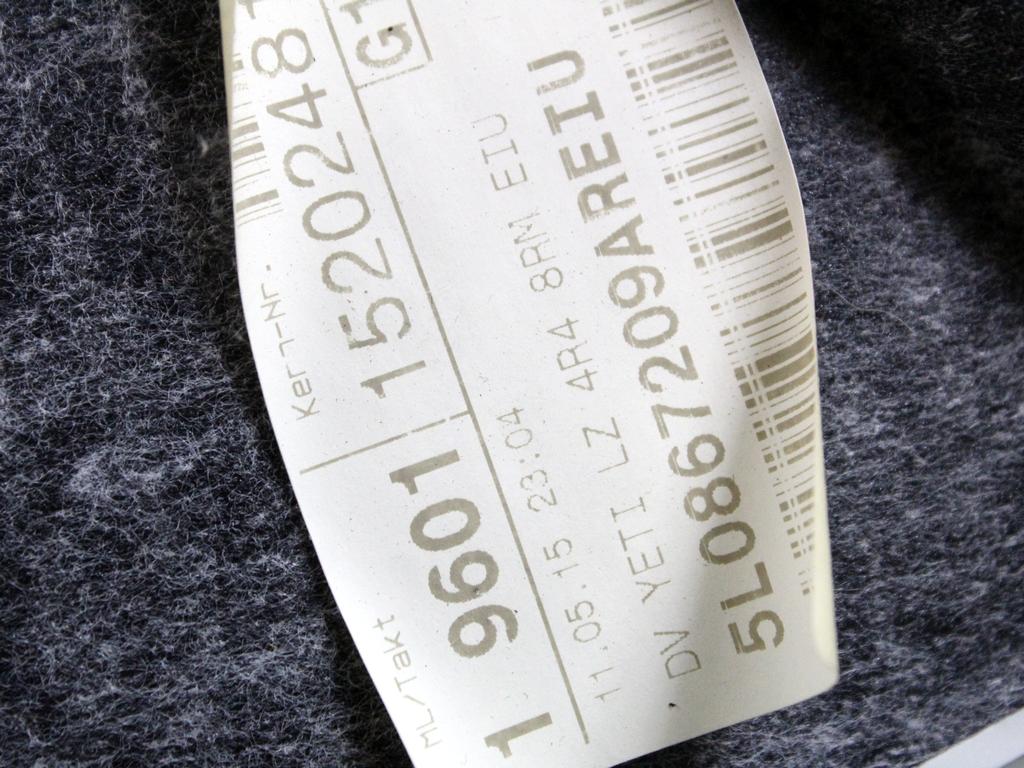 ML/Takt Kenn-Nr.
1 9601 1520248 G1
11.05.15 23:04
DV YETI LZ 4R4 8RM EIU
5L0867209AREIU